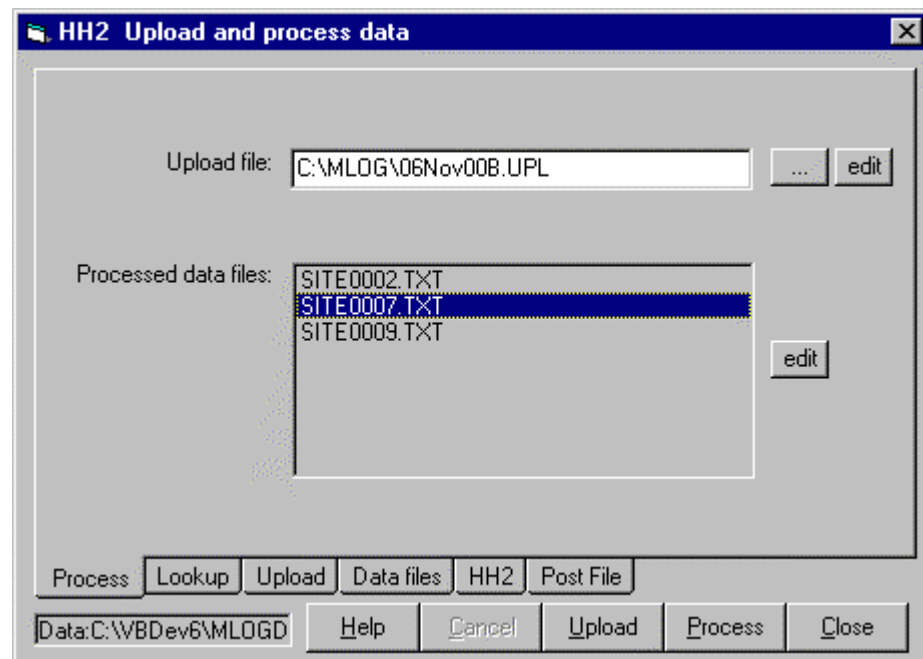 HH2 Upload and process data
Upload file:
C:\MLOG\06Nov00B.UPL
...
edit
Processed data files:
SITE0002.TXT
SITE0007.TXT
SITE0009.TXT
edit
Process
Lookup
Upload
Data files
HH2
Post File
Data:C:\VBDev6\MLOGD
Help
Cancel
Upload
Process
Close